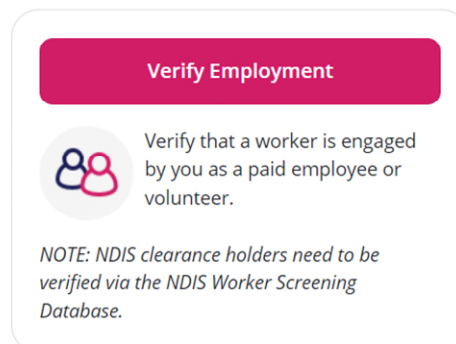 Verify Employment
Verify that a worker is engaged
by you as a paid employee or
volunteer.
NOTE: NDIS clearance holders need to be
verified via the NDIS Worker Screening
Database.